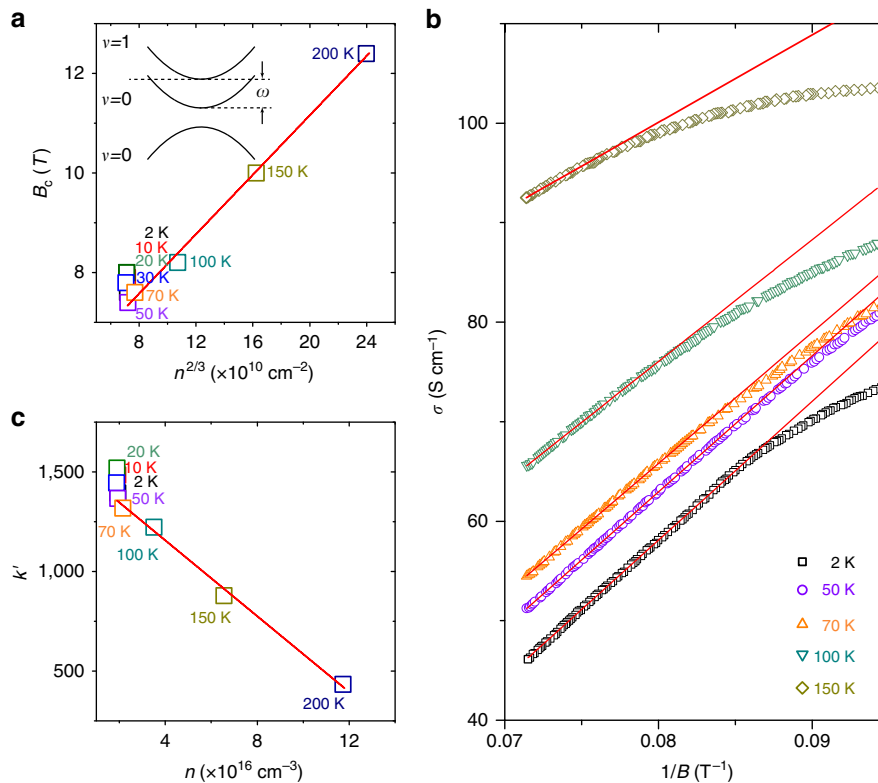 a
ν=1
ν=0
ω
ν=0
200 K
150 K
2 K
10 K
20 K
100 K
30 K
70 K
50 K
12
10
8
B_c (T)
4
8
12
16
20
24
n^{2/3} (×10^{10} cm^{–2})
b
100
80
60
40
σ (S cm^{–1})
2 K
50 K
70 K
100 K
150 K
0.07
0.08
0.09
1/B (T^{–1})
c
20 K
10 K
2 K
50 K
70 K
100 K
150 K
200 K
1,500
1,000
500
k′
4
8
12
n (×10^{16} cm^{–3})